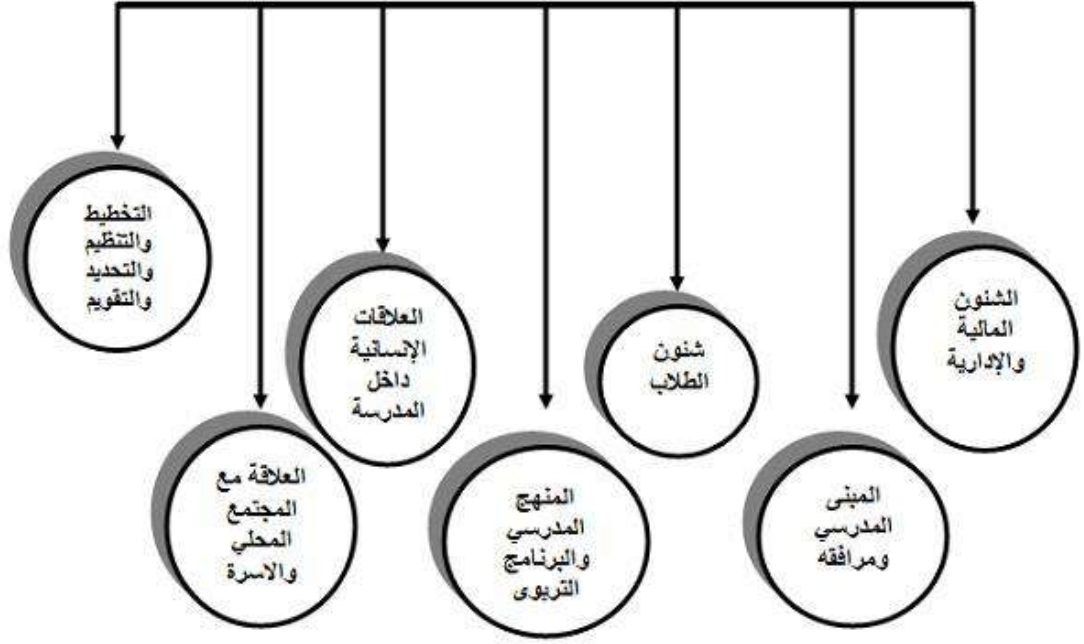 الشئون
المالية
والإدارية
المبنى
المدرسي
ومرافقه
شئون
الطلاب
المنهج
المدرسي
والبرنامج
التربوى
العلاقات
الإنسانية
داخل
المدرسة
العلاقة مع
المجتمع
المحلي
والاسرة
التخطيط
والتنظيم
والتحديد
والتقويم